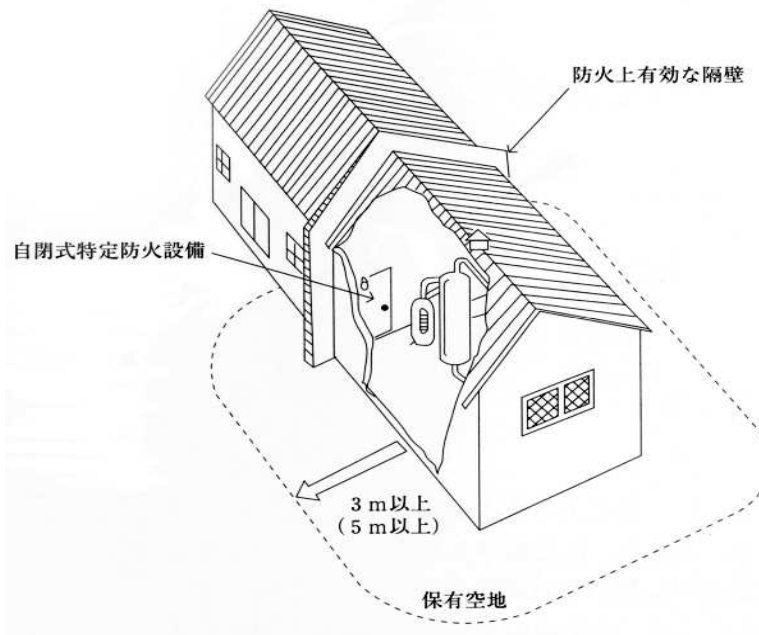 防火上有効な隔壁
自閉式特定防火設備
3m以上
(5m以上)
保有空地